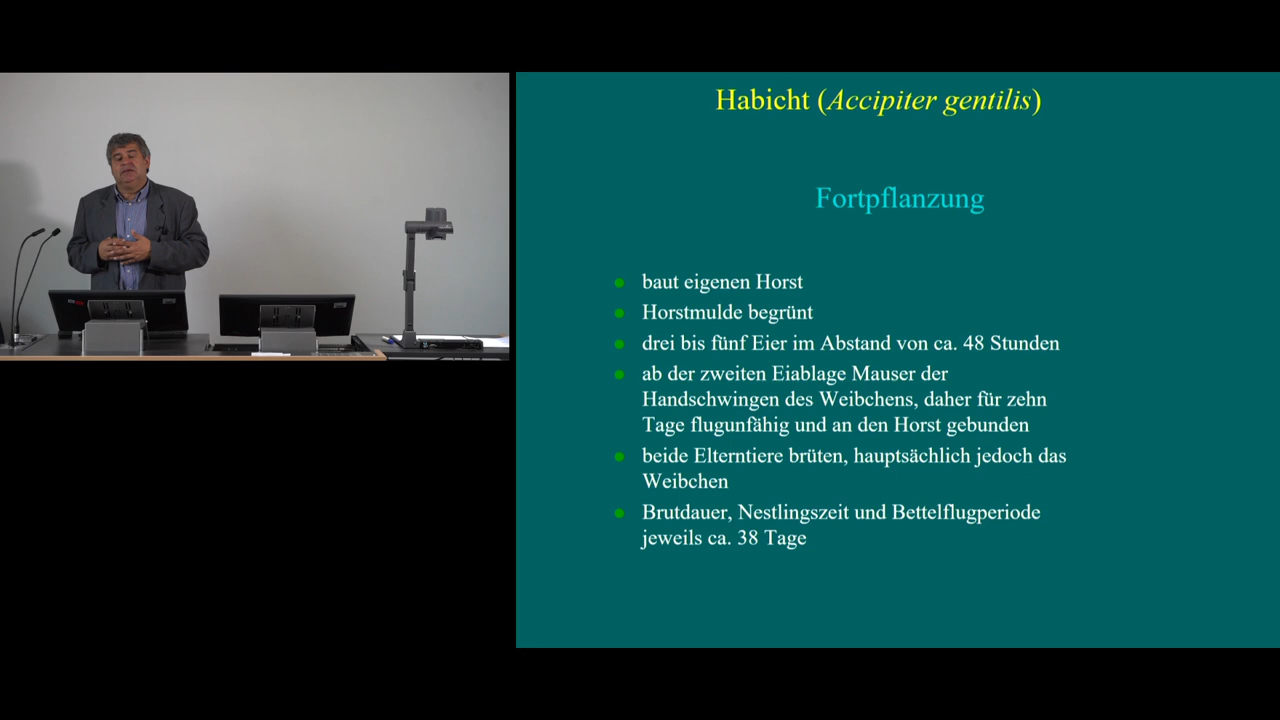 Habicht (Accipiter gentilis)
Fortpflanzung
baut eigenen Horst
Horstmulde begrünt
drei bis fünf Eier im Abstand von ca. 48 Stunden
ab der zweiten Eiablage Mauser der
Handschwingen des Weibchens, daher für zehn
Tage flugunfähig und an den Horst gebunden
beide Elterntiere brüten, hauptsächlich jedoch das
Weibchen
Brutdauer, Nestlingszeit und Bettelflugperiode
jeweils ca. 38 Tage